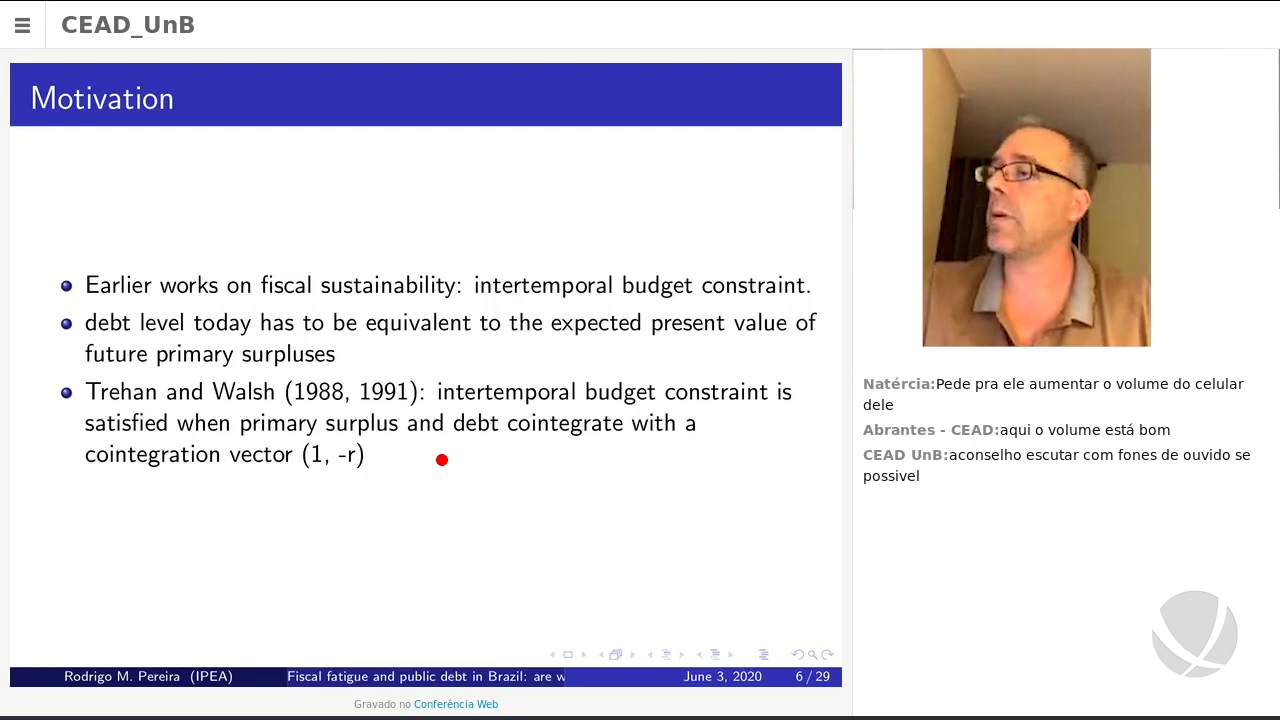 CEAD_UnB
Motivation
Earlier works on fiscal sustainability: intertemporal budget constraint.
debt level today has to be equivalent to the expected present value of
future primary surpluses
Trehan and Walsh (1988, 1991): intertemporal budget constraint is
satisfied when primary surplus and debt cointegrate with a
cointegration vector (1, -r)
Rodrigo M. Pereira (IPEA)
Fiscal fatigue and public debt in Brazil: are w
June 3, 2020
6 / 29
Gravado no Conferência Web
Natércia:Pede pra ele aumentar o volume do celular
dele
Abrantes - CEAD:aqui o volume está bom
CEAD UnB:aconselho escutar com fones de ouvido se
possivel